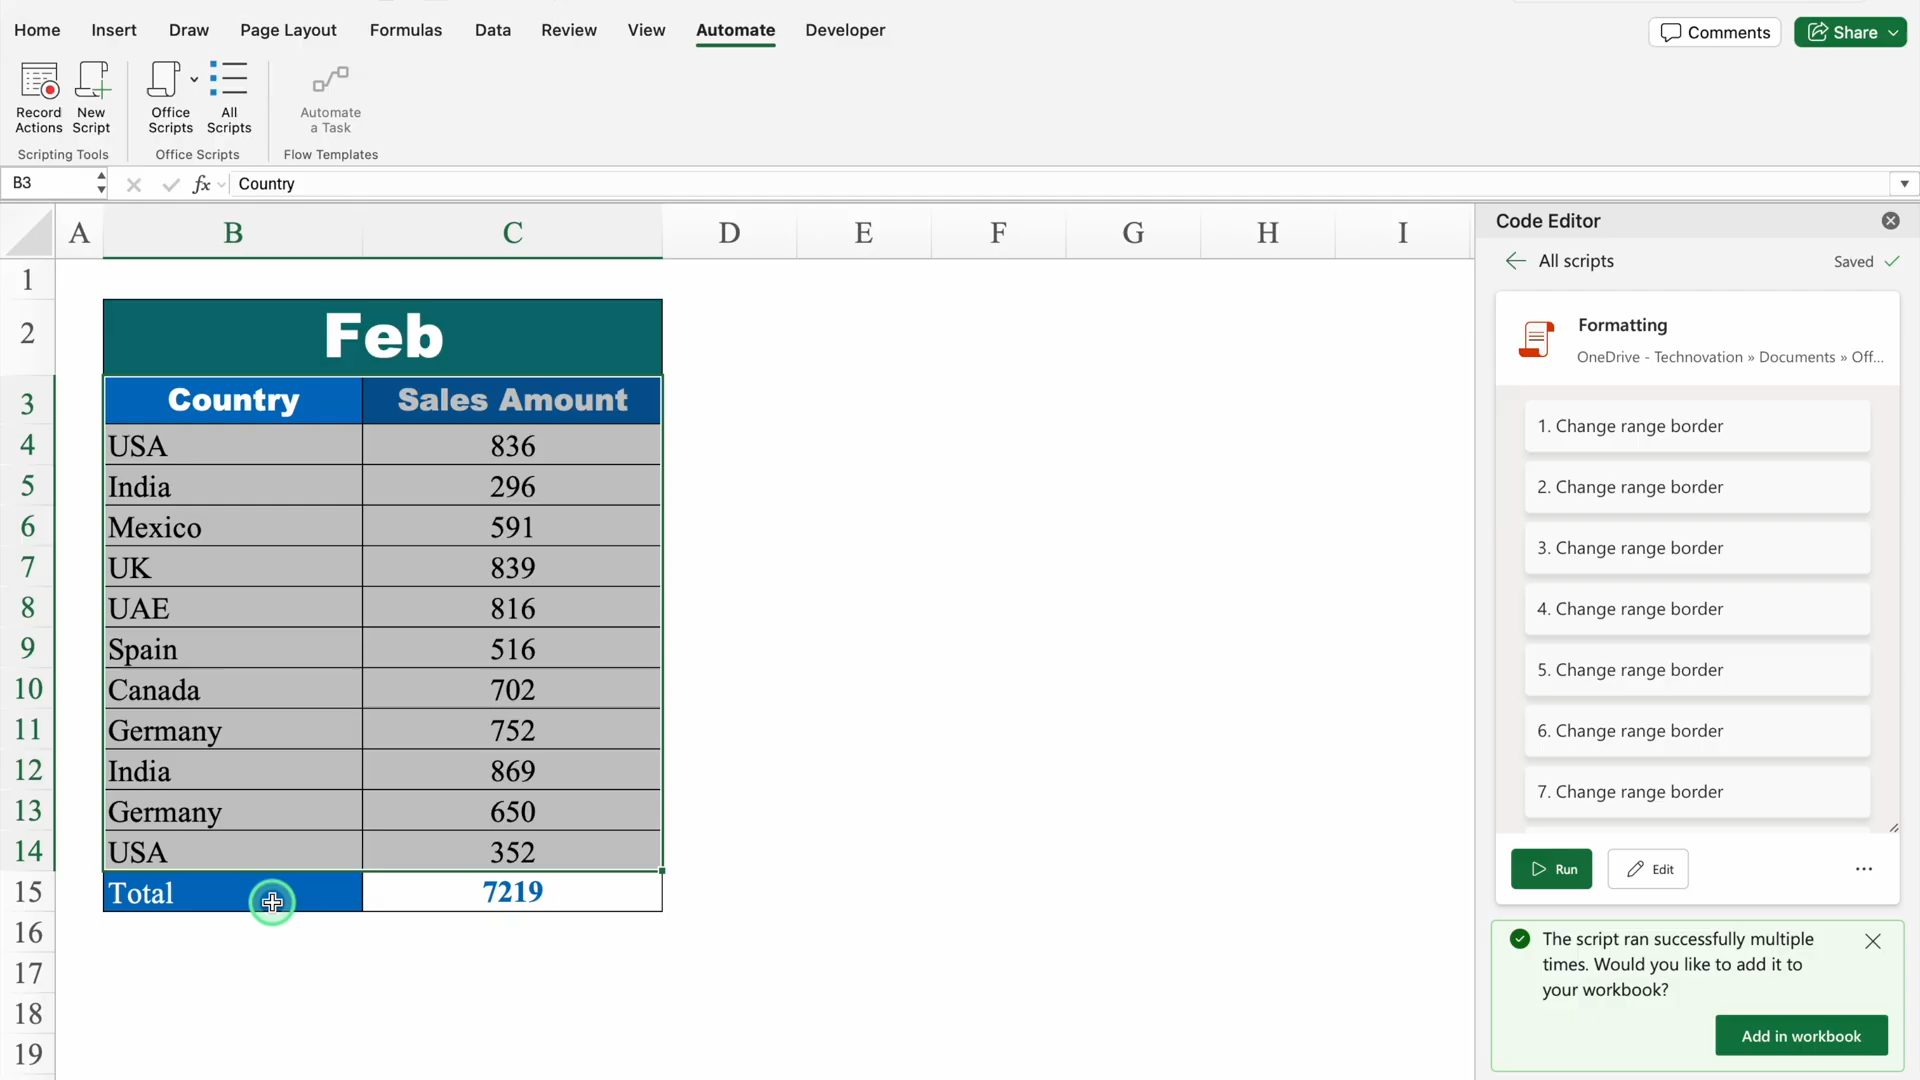 Home Insert Draw Page Layout Formulas Data Review View Automate Developer
Comments Share
Record Actions
New Script
Office Scripts
All Scripts
Automate a Task
Scripting Tools Office Scripts Flow Templates
B3 fx Country
A B C D E F G H I
1
2 Feb
3 Country Sales Amount
4 USA 836
5 India 296
6 Mexico 591
7 UK 839
8 UAE 816
9 Spain 516
10 Canada 702
11 Germany 752
12 India 869
13 Germany 650
14 USA 352
15 Total 7219
16
17
18
19
Code Editor
All scripts Saved
Formatting
OneDrive - Technovation » Documents » Off...
1. Change range border
2. Change range border
3. Change range border
4. Change range border
5. Change range border
6. Change range border
7. Change range border
Run Edit ...
The script ran successfully multiple
times. Would you like to add it to
your workbook?
Add in workbook